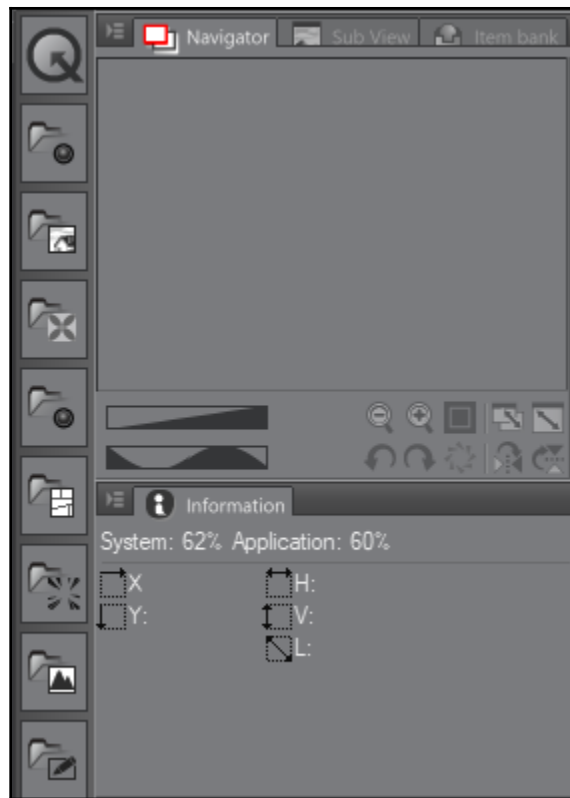 Navigator Sub View Item bank
Information
System: 62% Application: 60%
X H:
Y: V:
L: